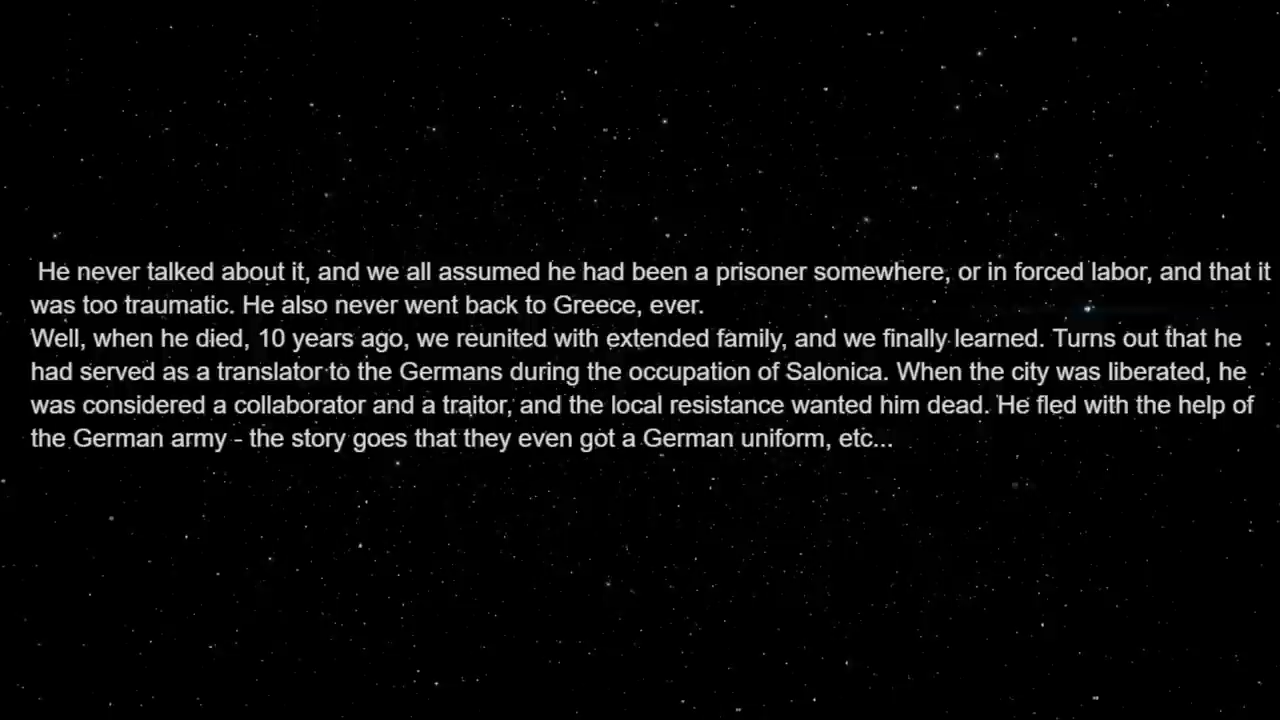 He never talked about it, and we all assumed he had been a prisoner somewhere, or in forced labor, and that it
was too traumatic. He also never went back to Greece, ever.
Well, when he died, 10 years ago, we reunited with extended family, and we finally learned. Turns out that he
had served as a translator to the Germans during the occupation of Salonica. When the city was liberated, he
was considered a collaborator and a traitor, and the local resistance wanted him dead. He fled with the help of
the German army - the story goes that they even got a German uniform, etc...